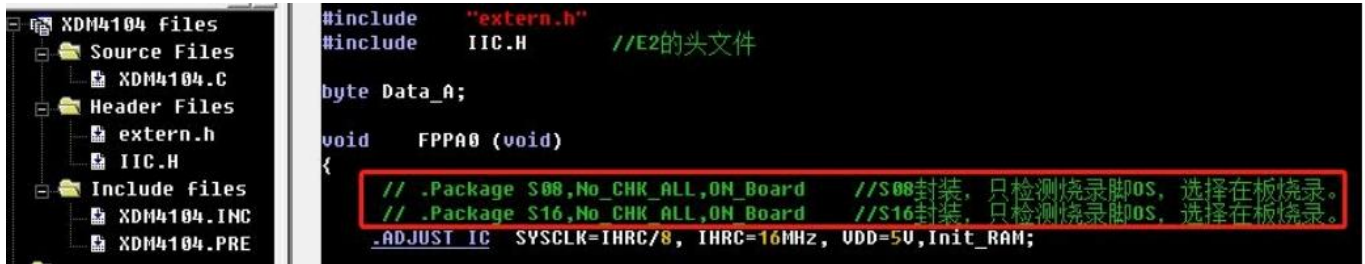 XDM4104 files
Source Files
XDM4104.C
Header Files
extern.h
IIC.H
Include files
XDM4104.INC
XDM4104.PRE
#include "extern.h"
#include IIC.H //E2的头文件
byte Data_A;
void FPPA0 (void)
{
// .Package S08,No_CHK_ALL,ON_Board //S08封装，只检测烧录脚OS，选择在板烧录。
// .Package S16,No_CHK_ALL,ON_Board //S16封装，只检测烧录脚OS，选择在板烧录。
.ADJUST_IC SYSCLK=IHRC/8, IHRC=16MHz, VDD=5V,Init_RAM;